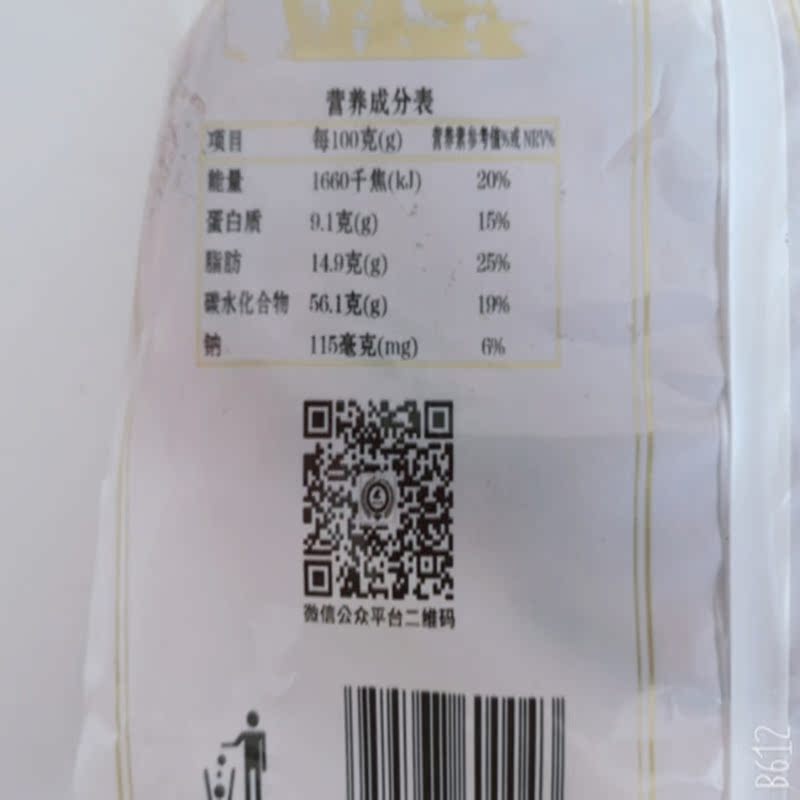 营养成分表
项目 每100克(g) 营养素参考值%或NRV%
能量 1660千焦(kJ) 20%
蛋白质 9.1克(g) 15%
脂肪 14.9克(g) 25%
碳水化合物 56.1克(g) 19%
钠 115毫克(mg) 6%
微信公众平台二维码
B612